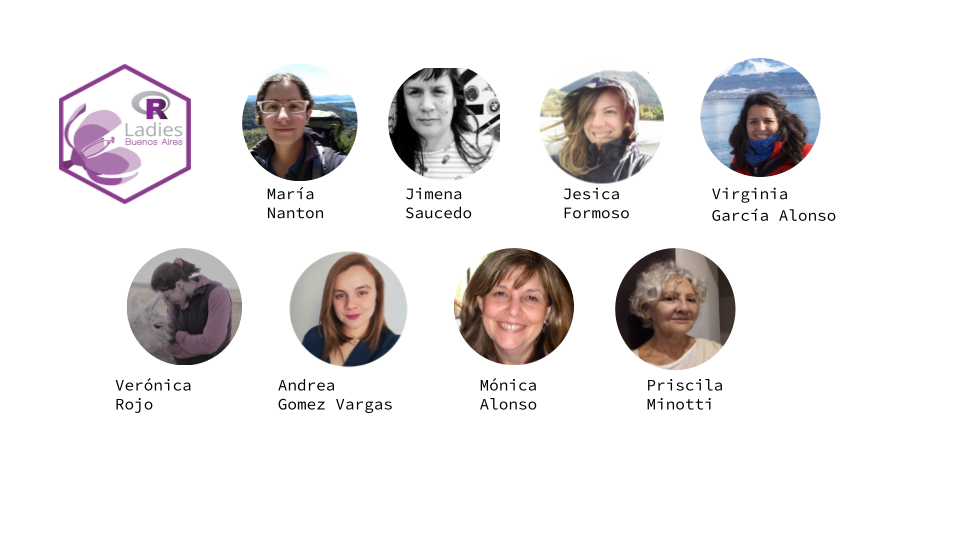 R
Ladies
Buenos Aires
María
Nanton
Jimena
Saucedo
Jesica
Formoso
Virginia
García Alonso
Verónica
Rojo
Andrea
Gomez Vargas
Mónica
Alonso
Priscila
Minotti